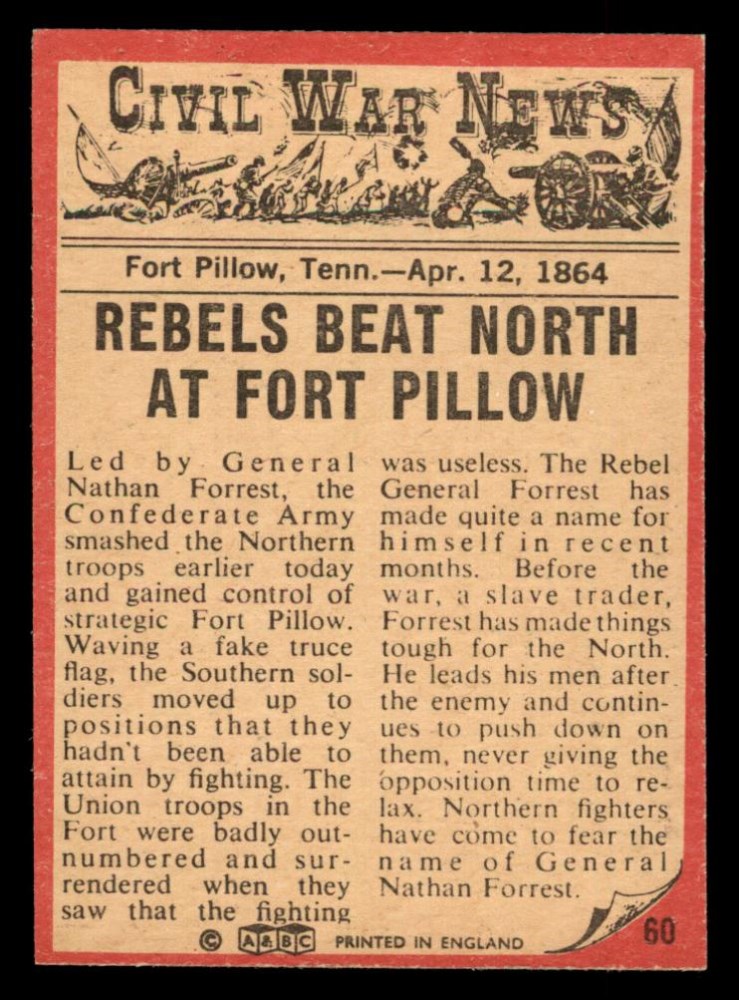 CIVIL WAR NEWS
Fort Pillow, Tenn.—Apr. 12, 1864
REBELS BEAT NORTH
AT FORT PILLOW
Led by General
Nathan Forrest, the
Confederate Army
smashed the Northern
troops earlier today
and gained control of
strategic Fort Pillow.
Waving a fake truce
flag, the Southern sol-
diers moved up to
positions that they
hadn't been able to
attain by fighting. The
Union troops in the
Fort were badly out-
numbered and sur-
rendered when they
saw that the fighting
was useless. The Rebel
General Forrest has
made quite a name for
himself in recent
months. Before the
war, a slave trader,
Forrest has made things
tough for the North.
He leads his men after
the enemy and contin-
ues to push down on
them, never giving the
opposition time to re-
lax. Northern fighters
have come to fear the
name of General
Nathan Forrest.
© A&BC PRINTED IN ENGLAND
60